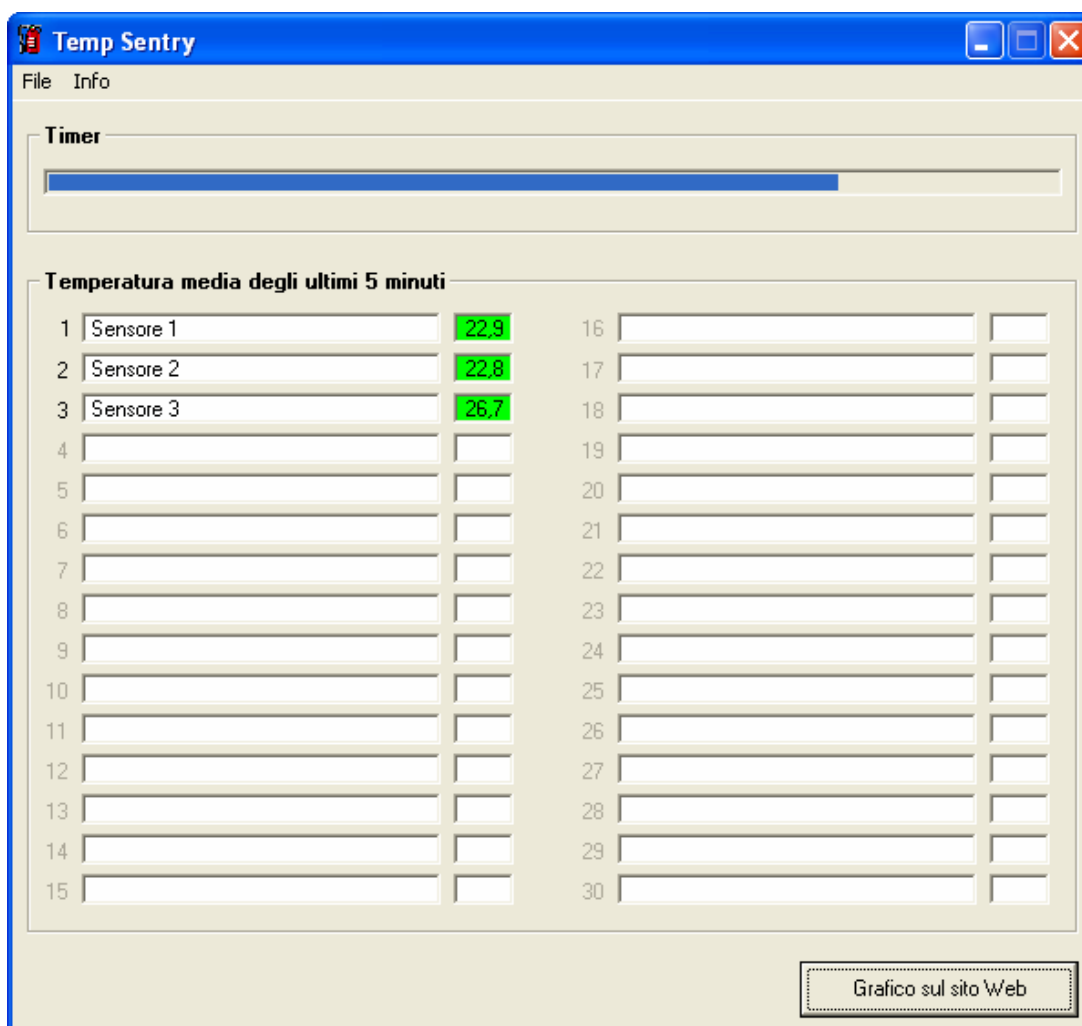 Temp Sentry
File Info
Timer
Temperatura media degli ultimi 5 minuti
1 Sensore 1 22,9 16
2 Sensore 2 22,8 17
3 Sensore 3 26,7 18
4 19
5 20
6 21
7 22
8 23
9 24
10 25
11 26
12 27
13 28
14 29
15 30
Grafico sul sito Web